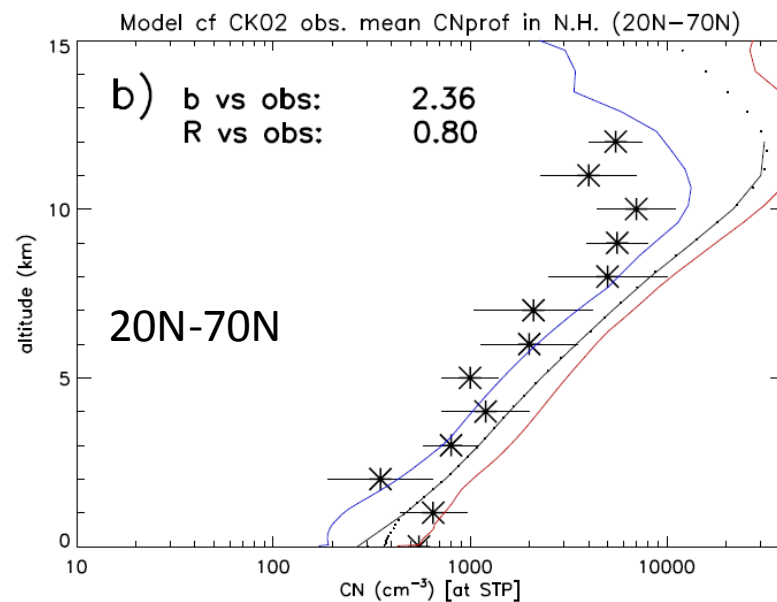 Model cf CK02 obs. mean CNprof in N.H. (20N−70N)
15
b) b vs obs: 2.36
R vs obs: 0.80
10
altitude (km)
20N-70N
5
0
10 100 1000 10000
CN (cm⁻³) [at STP]